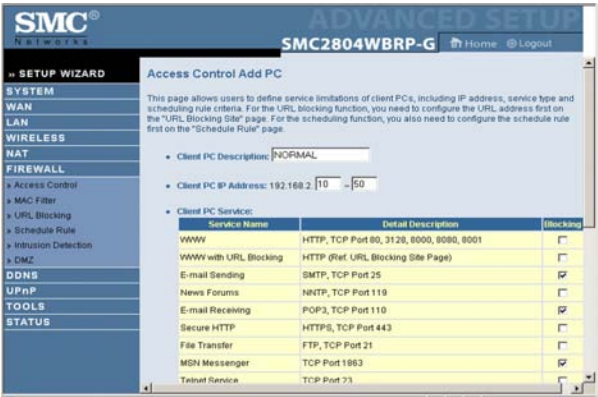 ADVANCED SETUP
SMC®
Networks
SMC2804WBRP-G Home Logout
» SETUP WIZARD
SYSTEM
WAN
LAN
WIRELESS
NAT
FIREWALL
» Access Control
» MAC Filter
» URL Blocking
» Schedule Rule
» Intrusion Detection
» DMZ
DDNS
UPnP
TOOLS
STATUS
Access Control Add PC
This page allows users to define service limitations of client PCs, including IP address, service type and
scheduling rule criteria. For the URL blocking function, you need to configure the URL address first on
the "URL Blocking Site" page. For the scheduling function, you also need to configure the schedule rule
first on the "Schedule Rule" page.
• Client PC Description: NORMAL
• Client PC IP Address: 192.168.2. 10 ~ 50
• Client PC Service:
Service Name Detail Description Blocking
WWW HTTP, TCP Port 80, 3128, 8000, 8080, 8001
WWW with URL Blocking HTTP (Ref. URL Blocking Site Page)
E-mail Sending SMTP, TCP Port 25
News Forums NNTP, TCP Port 119
E-mail Receiving POP3, TCP Port 110
Secure HTTP HTTPS, TCP Port 443
File Transfer FTP, TCP Port 21
MSN Messenger TCP Port 1863
Telnet Service TCP Port 23